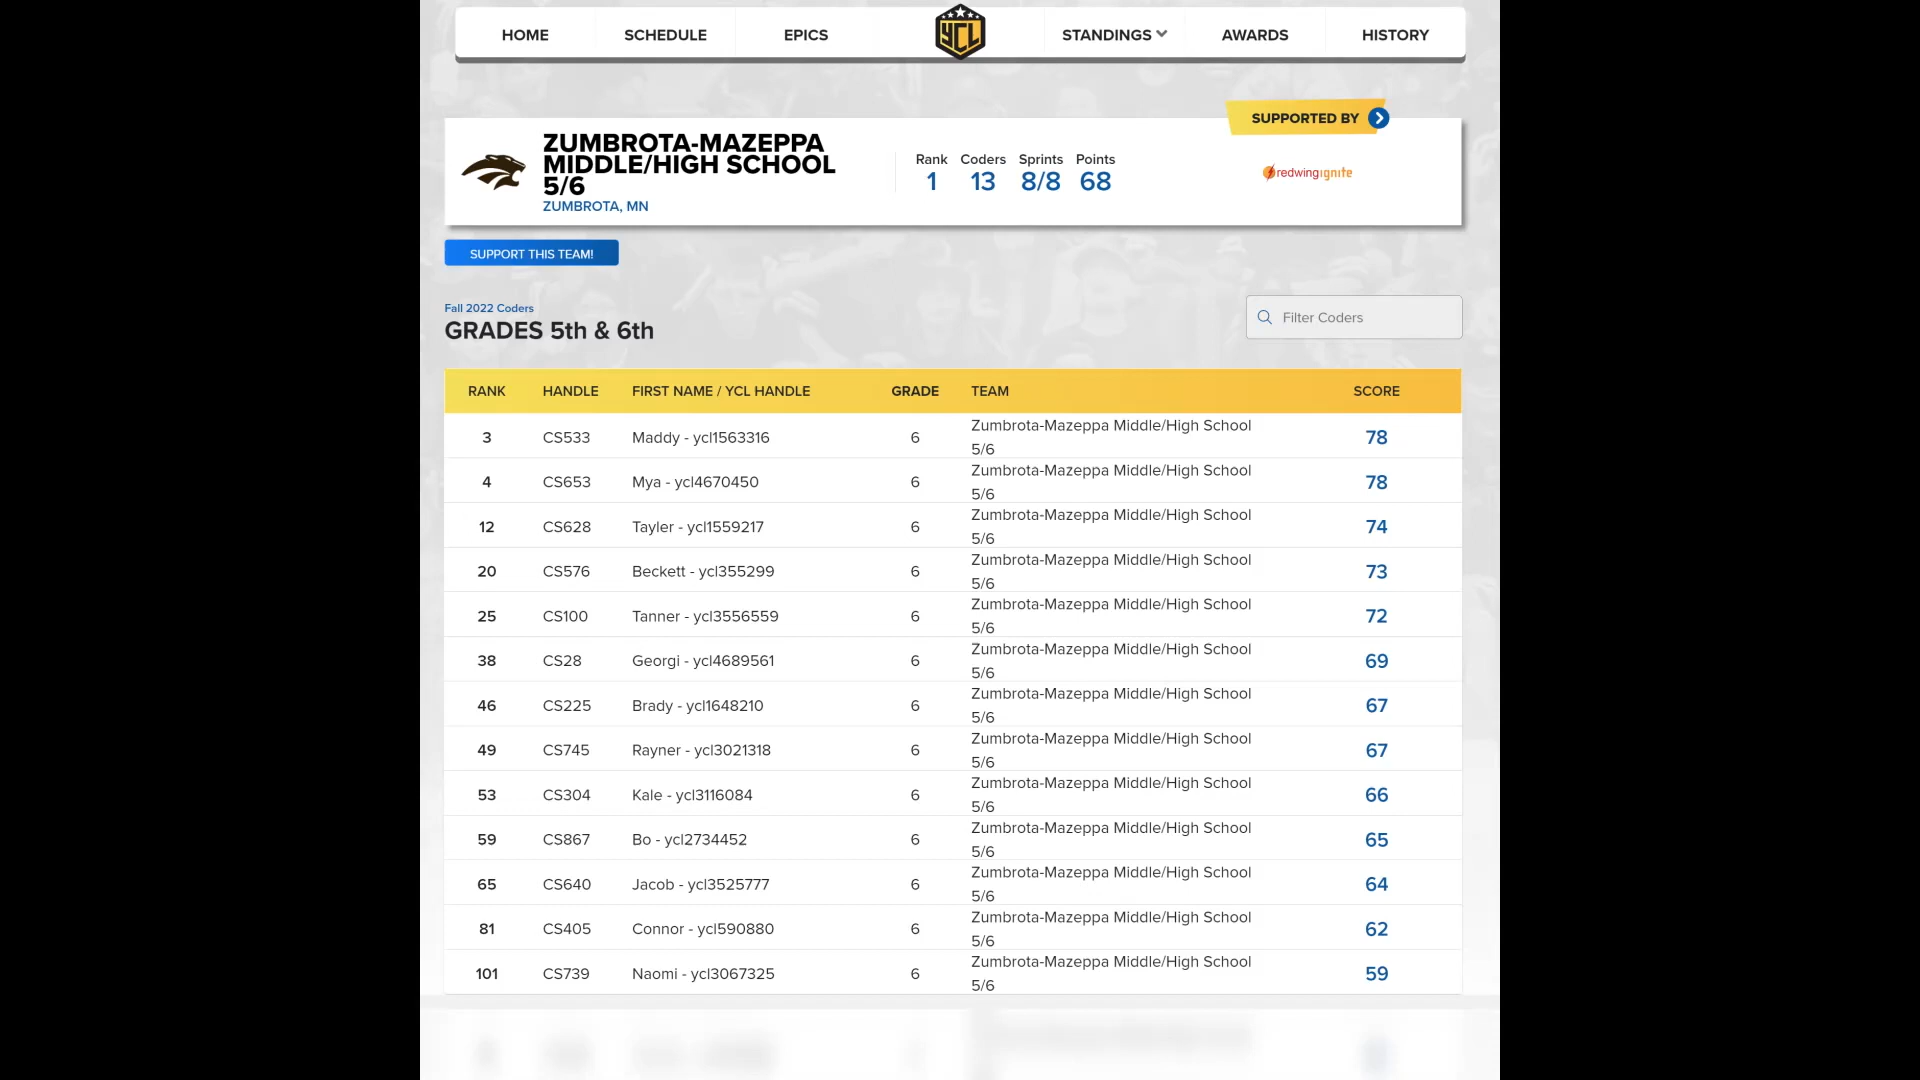 HOME SCHEDULE EPICS YCL STANDINGS AWARDS HISTORY
SUPPORTED BY
ZUMBROTA-MAZEPPA
MIDDLE/HIGH SCHOOL
5/6
ZUMBROTA, MN
Rank Coders Sprints Points
1 13 8/8 68
redwingignite
SUPPORT THIS TEAM!
Fall 2022 Coders
GRADES 5th & 6th
Filter Coders
RANK HANDLE FIRST NAME / YCL HANDLE GRADE TEAM SCORE
3 CS533 Maddy - ycl1563316 6 Zumbrota-Mazeppa Middle/High School 78
5/6
4 CS653 Mya - ycl4670450 6 Zumbrota-Mazeppa Middle/High School 78
5/6
12 CS628 Tayler - ycl1559217 6 Zumbrota-Mazeppa Middle/High School 74
5/6
20 CS576 Beckett - ycl355299 6 Zumbrota-Mazeppa Middle/High School 73
5/6
25 CS100 Tanner - ycl3556559 6 Zumbrota-Mazeppa Middle/High School 72
5/6
38 CS28 Georgi - ycl4689561 6 Zumbrota-Mazeppa Middle/High School 69
5/6
46 CS225 Brady - ycl1648210 6 Zumbrota-Mazeppa Middle/High School 67
5/6
49 CS745 Rayner - ycl3021318 6 Zumbrota-Mazeppa Middle/High School 67
5/6
53 CS304 Kale - ycl3116084 6 Zumbrota-Mazeppa Middle/High School 66
5/6
59 CS867 Bo - ycl2734452 6 Zumbrota-Mazeppa Middle/High School 65
5/6
65 CS640 Jacob - ycl3525777 6 Zumbrota-Mazeppa Middle/High School 64
5/6
81 CS405 Connor - ycl590880 6 Zumbrota-Mazeppa Middle/High School 62
5/6
101 CS739 Naomi - ycl3067325 6 Zumbrota-Mazeppa Middle/High School 59
5/6